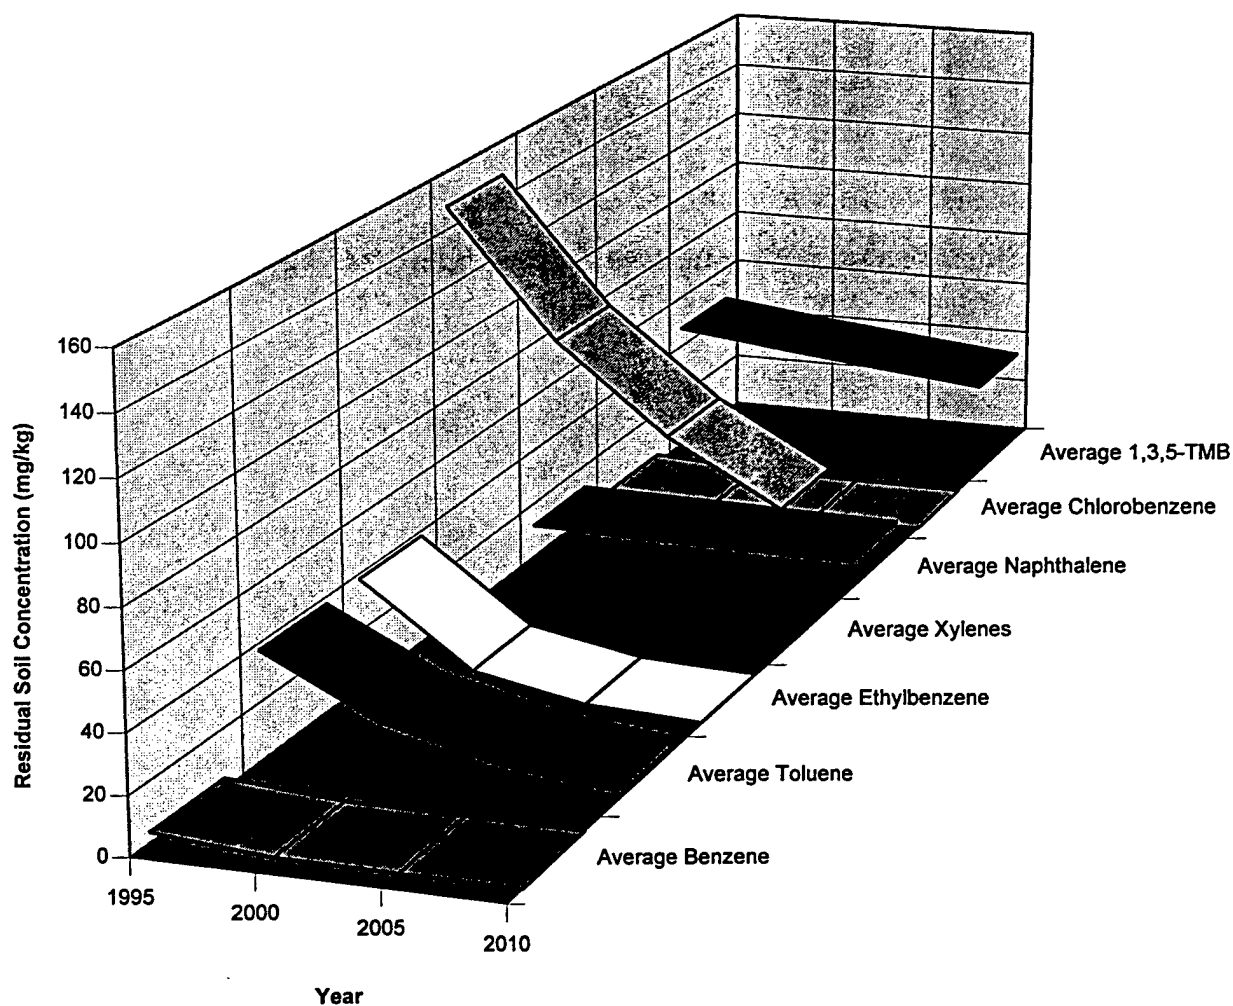 160
140
120
100
80
60
40
20
0
Residual Soil Concentration (mg/kg)
1995
2000
2005
2010
Year
Average 1,3,5-TMB
Average Chlorobenzene
Average Naphthalene
Average Xylenes
Average Ethylbenzene
Average Toluene
Average Benzene